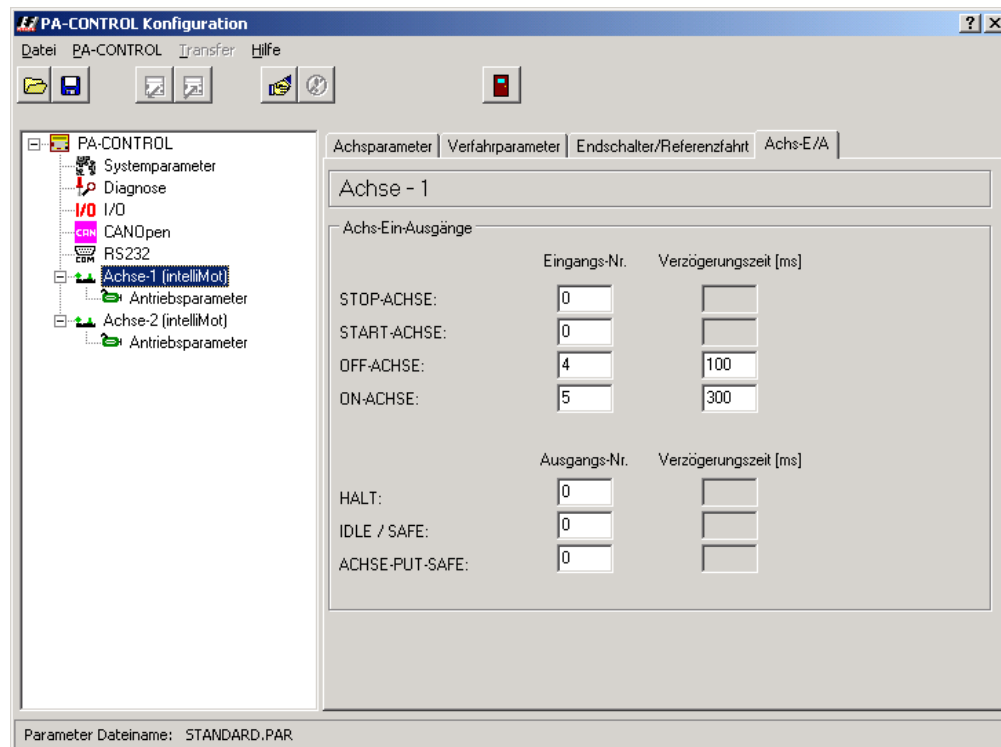 PA-CONTROL Konfiguration
Datei PA-CONTROL Transfer Hilfe
PA-CONTROL
Systemparameter
Diagnose
I/O I/O
CAN CANOpen
COM RS232
Achse-1 (intelliMot)
Antriebsparameter
Achse-2 (intelliMot)
Antriebsparameter
Achsparameter Verfahrparameter Endschalter/Referenzfahrt Achs-E/A
Achse - 1
Achs-Ein-Ausgänge
Eingangs-Nr. Verzögerungszeit [ms]
STOP-ACHSE: 0
START-ACHSE: 0
OFF-ACHSE: 4 100
ON-ACHSE: 5 300
Ausgangs-Nr. Verzögerungszeit [ms]
HALT: 0
IDLE / SAFE: 0
ACHSE-PUT-SAFE: 0
Parameter Dateiname: STANDARD.PAR